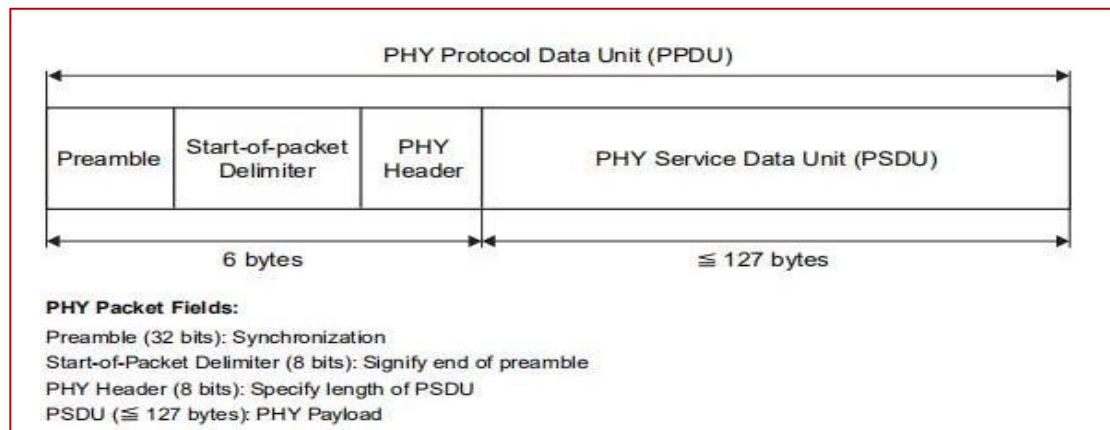 PHY Protocol Data Unit (PPDU)
Preamble
Start-of-packet
Delimiter
PHY
Header
PHY Service Data Unit (PSDU)
6 bytes
≦ 127 bytes
PHY Packet Fields:
Preamble (32 bits): Synchronization
Start-of-Packet Delimiter (8 bits): Signify end of preamble
PHY Header (8 bits): Specify length of PSDU
PSDU (≦ 127 bytes): PHY Payload